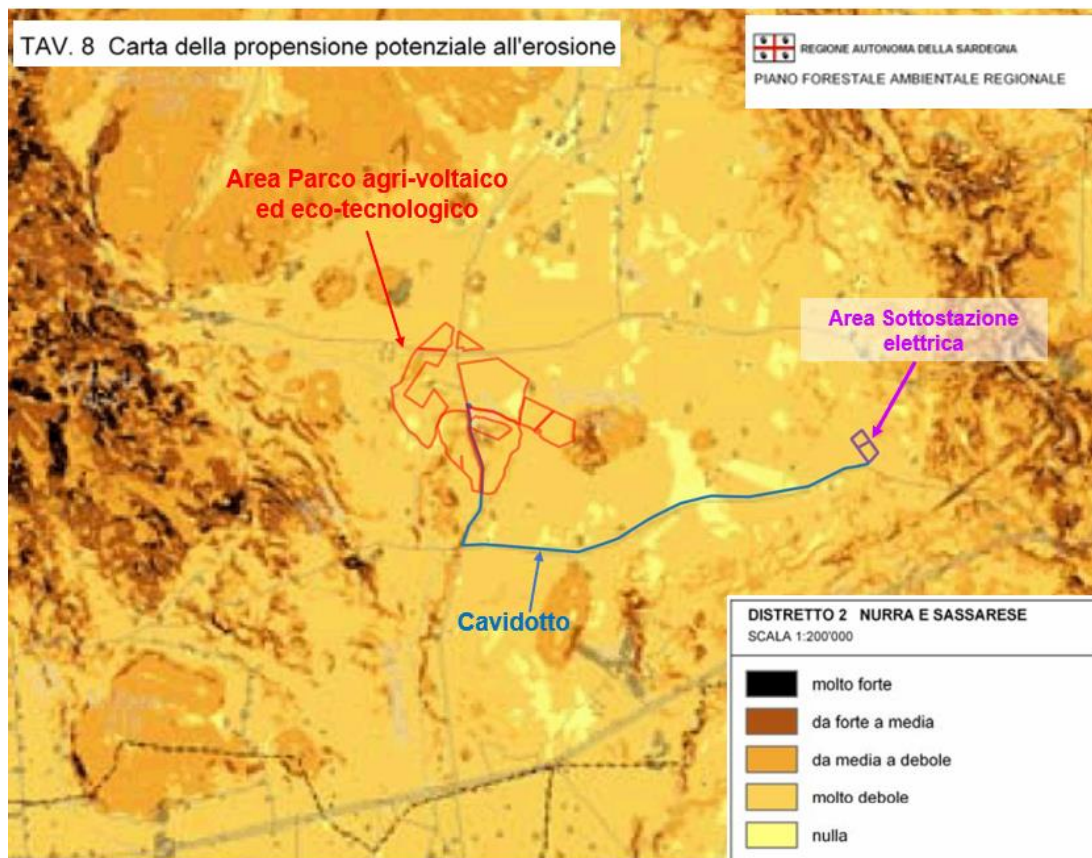 TAV. 8 Carta della propensione potenziale all'erosione
REGIONE AUTONOMA DELLA SARDEGNA
PIANO FORESTALE AMBIENTALE REGIONALE
Area Parco agri-voltaico
ed eco-tecnologico
Area Sottostazione
elettrica
Cavidotto
DISTRETTO 2 NURRA E SASSARESE
SCALA 1:200'000
molto forte
da forte a media
da media a debole
molto debole
nulla